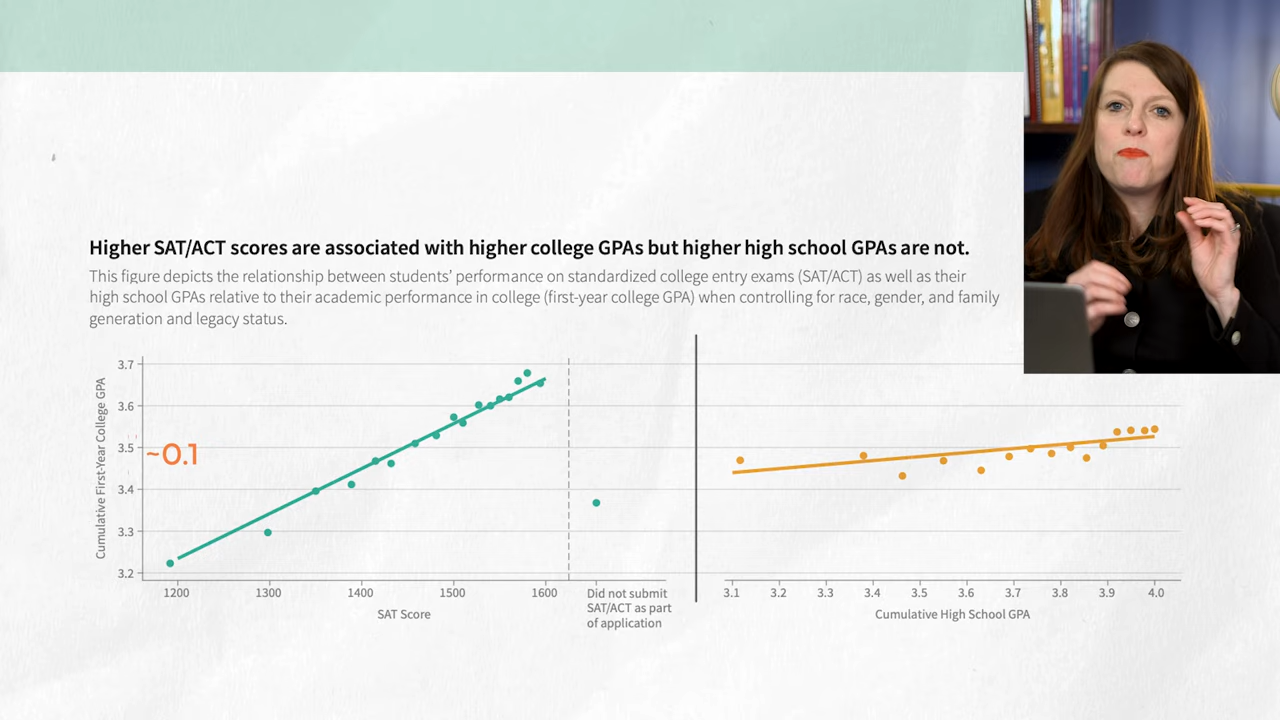 Higher SAT/ACT scores are associated with higher college GPAs but higher high school GPAs are not.
This figure depicts the relationship between students’ performance on standardized college entry exams (SAT/ACT) as well as their
high school GPAs relative to their academic performance in college (first-year college GPA) when controlling for race, gender, and family
generation and legacy status.
Cumulative First-Year College GPA
3.7
3.6
3.5
3.4
3.3
3.2
~0.1
1200 1300 1400 1500 1600
SAT Score
Did not submit
SAT/ACT as part
of application
3.1 3.2 3.3 3.4 3.5 3.6 3.7 3.8 3.9 4.0
Cumulative High School GPA